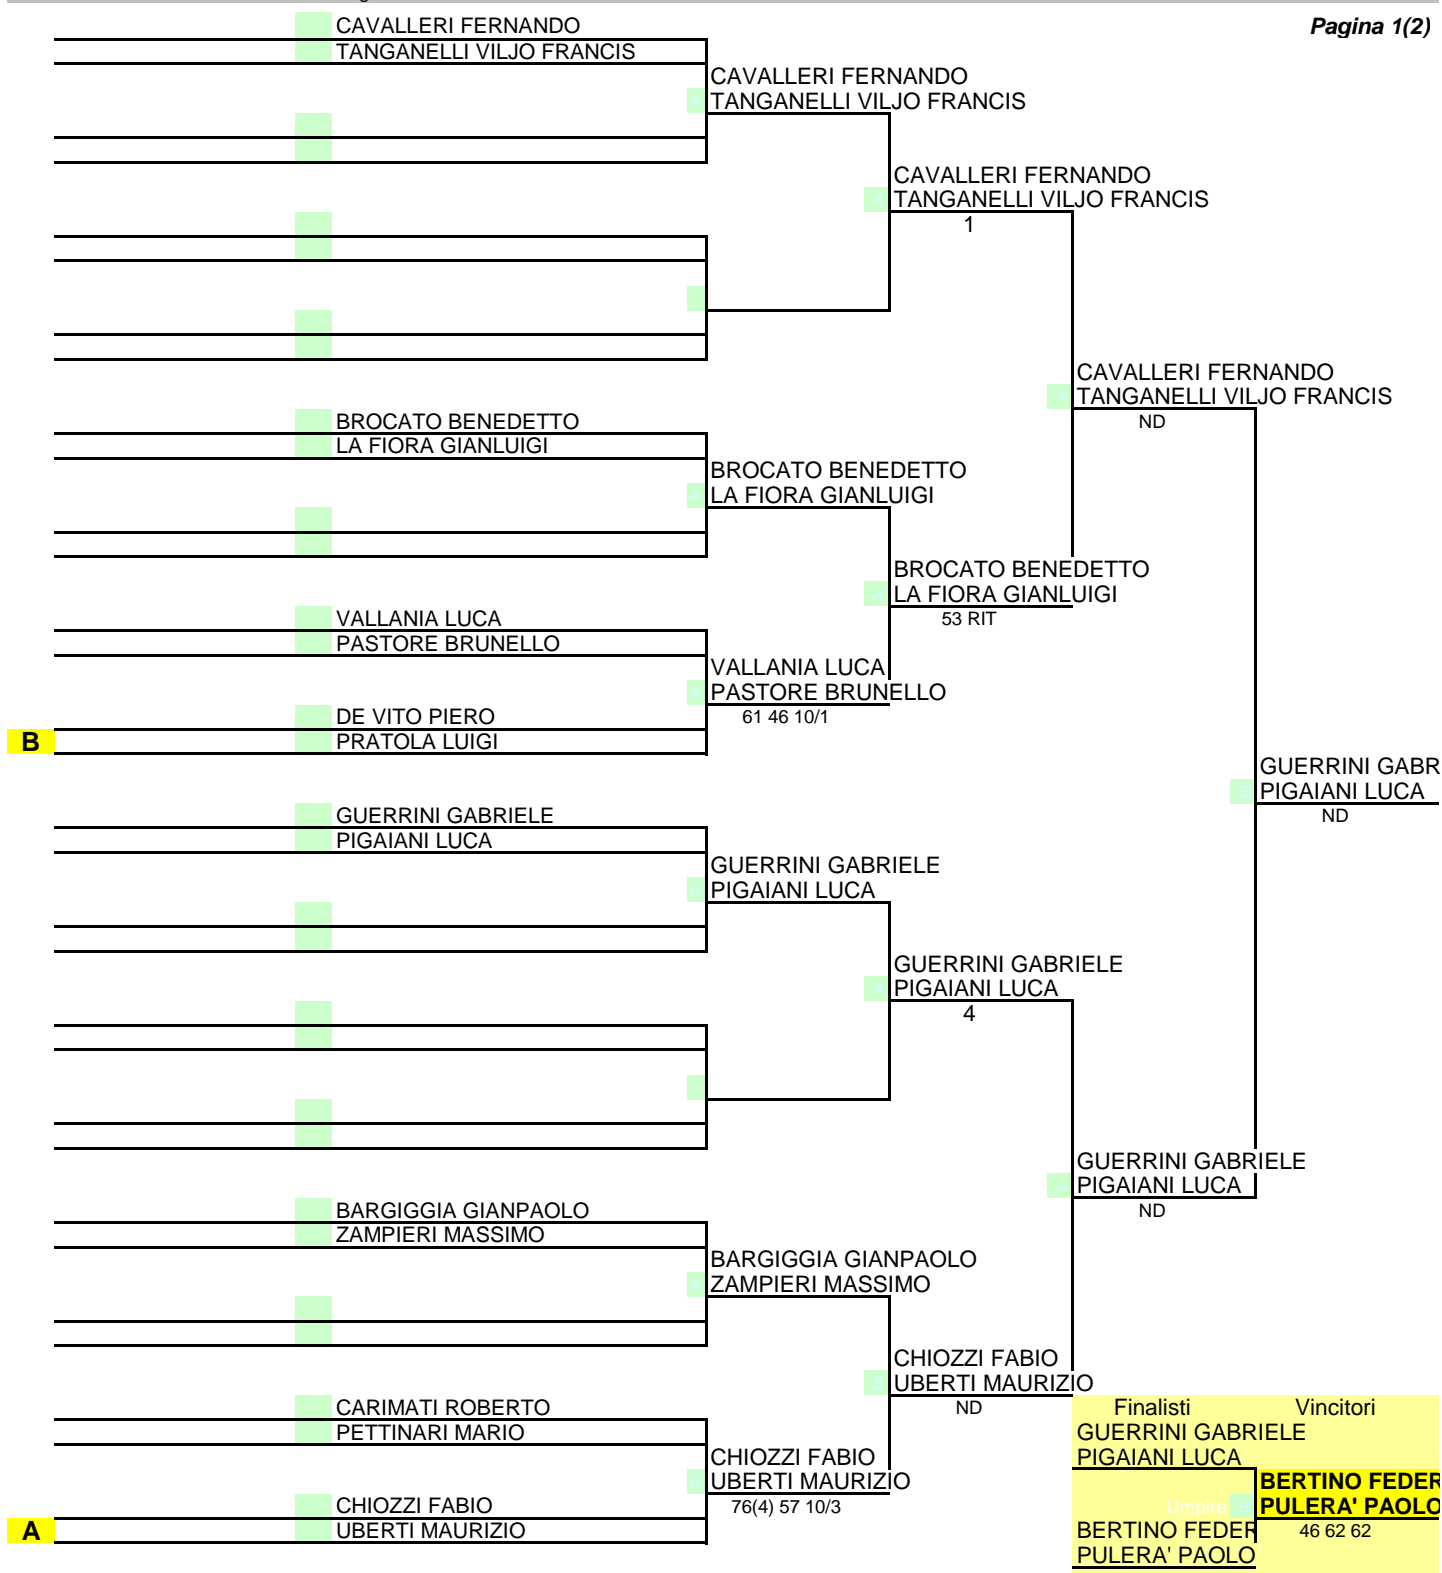 CAVALLERI FERNANDO
Pagina 1(2)
TANGANELLI VILJO FRANCIS
CAVALLERI FERNANDO
TANGANELLI VILJO FRANCIS
CAVALLERI FERNANDO
TANGANELLI VILJO FRANCIS
1
CAVALLERI FERNANDO
TANGANELLI VILJO FRANCIS
ND
BROCATO BENEDETTO
LA FIORA GIANLUIGI
BROCATO BENEDETTO
LA FIORA GIANLUIGI
BROCATO BENEDETTO
LA FIORA GIANLUIGI
53 RIT
VALLANIA LUCA
PASTORE BRUNELLO
VALLANIA LUCA
PASTORE BRUNELLO
61 46 10/1
DE VITO PIERO
B
PRATOLA LUIGI
GUERRINI GABR
PIGAIANI LUCA
ND
GUERRINI GABRIELE
PIGAIANI LUCA
GUERRINI GABRIELE
PIGAIANI LUCA
GUERRINI GABRIELE
PIGAIANI LUCA
4
GUERRINI GABRIELE
PIGAIANI LUCA
ND
BARGIGGIA GIANPAOLO
ZAMPIERI MASSIMO
BARGIGGIA GIANPAOLO
ZAMPIERI MASSIMO
CHIOZZI FABIO
UBERTI MAURIZIO
ND
CARIMATI ROBERTO
PETTINARI MARIO
CHIOZZI FABIO
UBERTI MAURIZIO
76(4) 57 10/3
CHIOZZI FABIO
A
UBERTI MAURIZIO
Finalisti
Vincitori
GUERRINI GABRIELE
PIGAIANI LUCA
BERTINO FEDER
Umpire
PULERA' PAOLO
BERTINO FEDER
46 62 62
PULERA' PAOLO